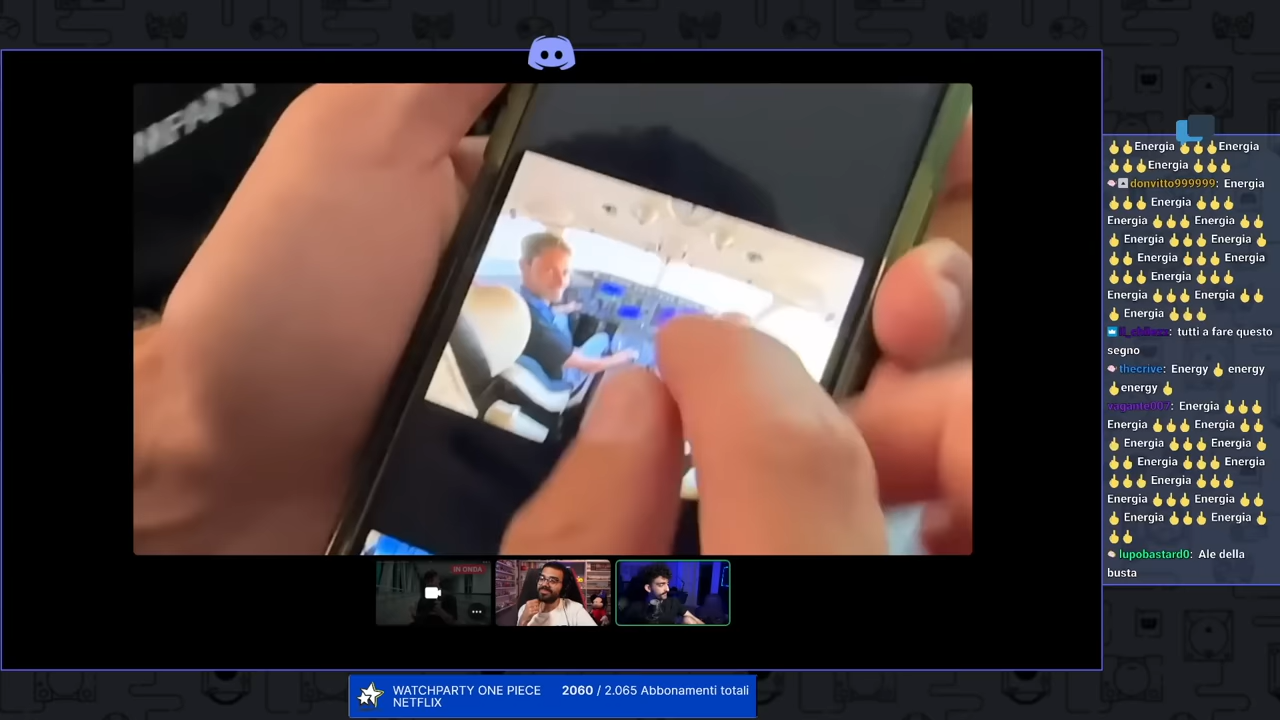 NFANT
Energia Energia
Energia
donvitto999999: Energia
Energia
Energia Energia
Energia Energia
Energia Energia
Energia
Energia Energia
Energia
: tutti a fare questo
segno
thecrive: Energy energy
energy
: Energia
Energia Energia
Energia Energia
Energia Energia
Energia
Energia Energia
Energia Energia
lupobastard0: Ale della
busta
IN ONDA
WATCHPARTY ONE PIECE
NETFLIX
2060 / 2.065 Abbonamenti totali